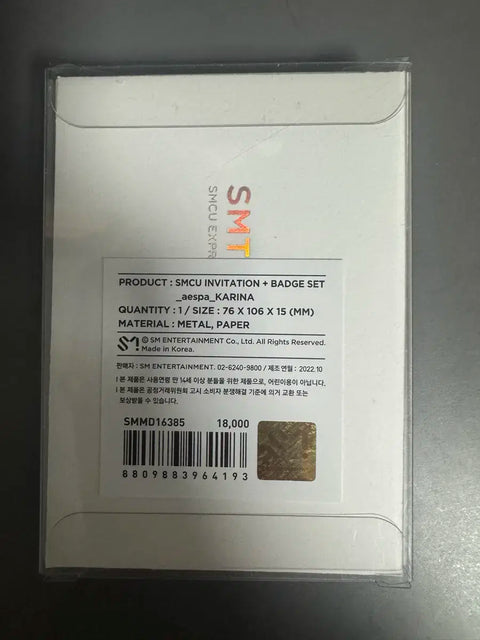 SMT
SMCU EXPR
PRODUCT : SMCU INVITATION + BADGE SET
_aespa_KARINA
QUANTITY : 1 / SIZE : 76 X 106 X 15 (MM)
MATERIAL : METAL, PAPER
SM
© SM ENTERTAINMENT Co., Ltd. All Rights Reserved.
Made in Korea.
판매자 : SM ENTERTAINMENT. 02-6240-9800 / 제조 연월 : 2022.10
! 본 제품은 사용연령 만 14세 이상 분들을 위한 제품으로, 어린이용이 아닙니다.
! 본 제품은 공정거래위원회 고시 소비자 분쟁해결 기준에 의거 교환 또는
보상받을 수 있습니다.
SMMD16385 18,000
8809883964193